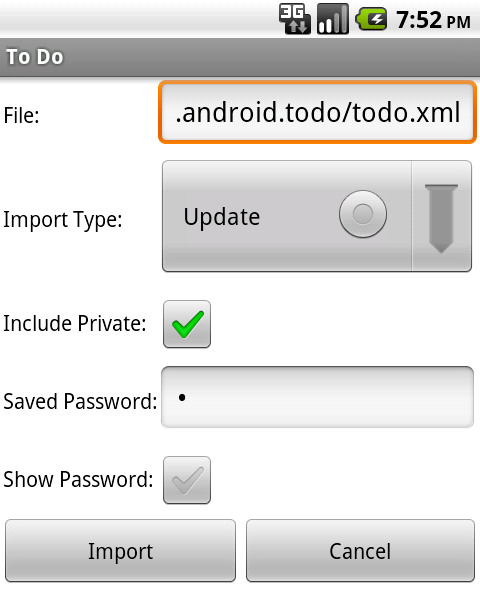 3G 7:52 PM
To Do
File: .android.todo/todo.xml
Import Type: Update
Include Private:
Saved Password: •
Show Password:
Import Cancel